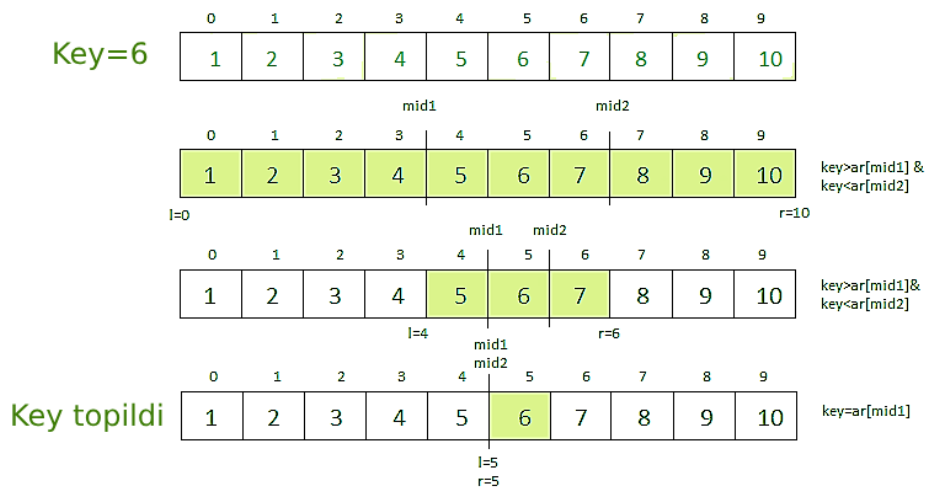 0 1 2 3 4 5 6 7 8 9
Key=6 1 2 3 4 5 6 7 8 9 10
mid1 mid2
0 1 2 3 4 5 6 7 8 9
1 2 3 4 5 6 7 8 9 10
key>ar[mid1] &
key<ar[mid2]
l=0 r=10
mid1 mid2
0 1 2 3 4 5 6 7 8 9
1 2 3 4 5 6 7 8 9 10
key>ar[mid1]&
key<ar[mid2]
l=4 r=6
mid1
mid2
0 1 2 3 4 5 6 7 8 9
Key topildi 1 2 3 4 5 6 7 8 9 10 key=ar[mid1]
l=5
r=5